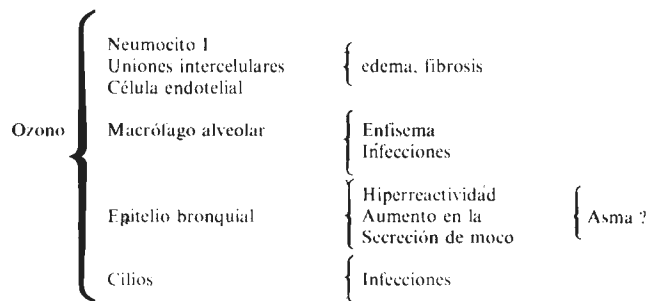 Neumocito I
Uniones intercelulares
Célula endotelial
edema, fibrosis
Ozono
Macrófago alveolar
Enfisema
Infecciones
Epitelio bronquial
Hiperreactividad
Aumento en la
Secreción de moco
Asma ?
Cilios
Infecciones